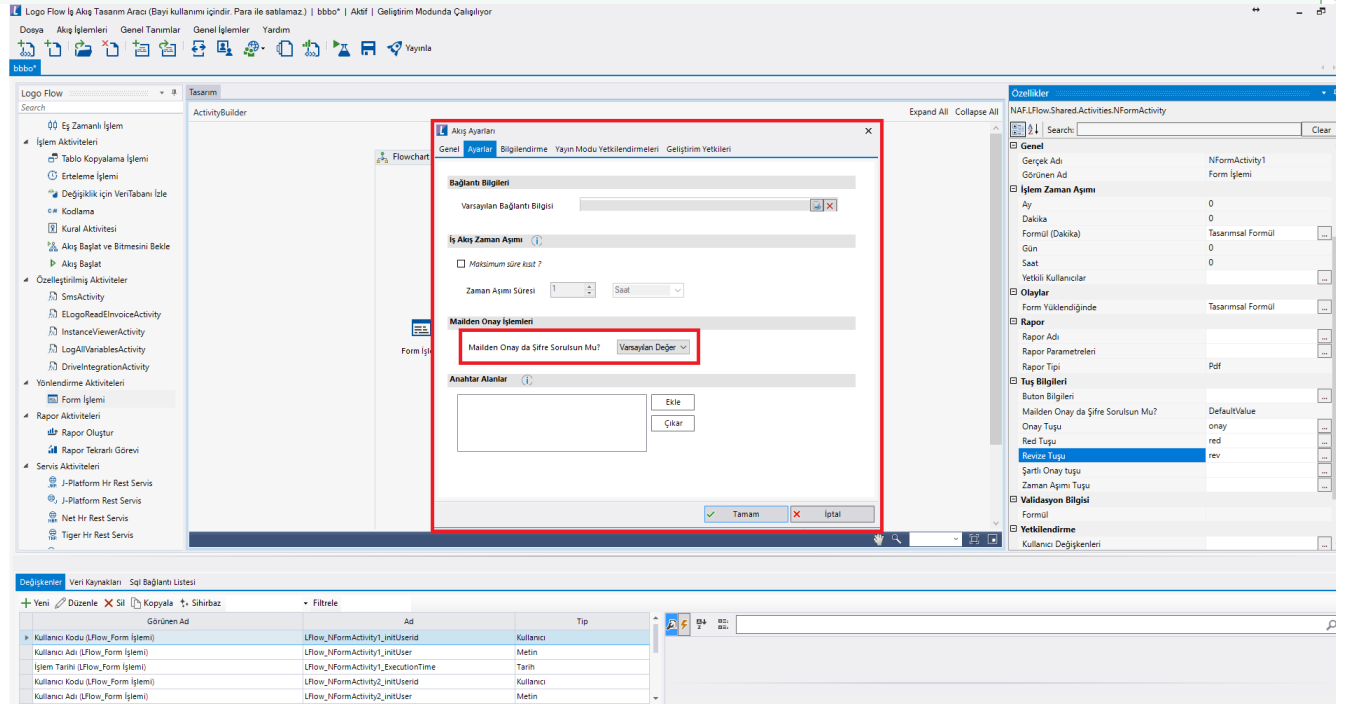 Logo Flow İş Akış Tasarım Aracı (Bayi kullanımı içindir. Para ile satılamaz.) | bbbo* | Aktif | Geliştirim Modunda Çalışılıyor
Dosya Akış İşlemleri Genel Tanımlar Genel İşlemler Yardım
Yayınla
bbbo*
Logo Flow
Search
Eş Zamanlı İşlem
İşlem Aktiviteleri
Tablo Kopyalama İşlemi
Erteleme İşlemi
Değişiklik için VeriTabanı İzle
C# Kodlama
Kural Aktivitesi
Akış Başlat ve Bitmesini Bekle
Akış Başlat
Özelleştirilmiş Aktiviteler
SmsActivity
ELogoReadEInvoiceActivity
InstanceViewerActivity
LogAllVariablesActivity
DriveIntegrationActivity
Yönlendirme Aktiviteleri
Form İşlemi
Rapor Aktiviteleri
Rapor Oluştur
Rapor Tekrarlı Görevi
Servis Aktiviteleri
J-Platform Hr Rest Servis
J-Platform Rest Servis
Net Hr Rest Servis
Tiger Hr Rest Servis
Tasarım
ActivityBuilder
Expand All Collapse All
Flowchart
Form İşle
Akış Ayarları
Genel Ayarlar Bilgilendirme Yayın Modu Yetkilendirmeleri Geliştirim Yetkileri
Bağlantı Bilgileri
Varsayılan Bağlantı Bilgisi
İş Akış Zaman Aşımı
Maksimum süre kısıt ?
Zaman Aşımı Süresi 1 Saat
Mailden Onay İşlemleri
Mailden Onay da Şifre Sorulsun Mu? Varsayılan Değer
Anahtar Alanlar
Ekle
Çıkar
Tamam İptal
Özellikler
NAF.LFlow.Shared.Activities.NFormActivity
Search: Clear
Genel
Gerçek Adı NFormActivity1
Görünen Ad Form İşlemi
İşlem Zaman Aşımı
Ay 0
Dakika 0
Formül (Dakika) Tasarımsal Formül ...
Gün 0
Saat 0
Yetkili Kullanıcılar ...
Olaylar
Form Yüklendiğinde Tasarımsal Formül ...
Rapor
Rapor Adı ...
Rapor Parametreleri ...
Rapor Tipi Pdf
Tuş Bilgileri
Buton Bilgileri ...
Mailden Onay da Şifre Sorulsun Mu? DefaultValue
Onay Tuşu onay ...
Red Tuşu red ...
Revize Tuşu rev ...
Şartlı Onay tuşu ...
Zaman Aşımı Tuşu ...
Validasyon Bilgisi
Formül
Yetkilendirme
Kullanıcı Değişkenleri ...
Değişkenler Veri Kaynakları Sql Bağlantı Listesi
Yeni Düzenle Sil Kopyala Sihirbaz Filtrele
Görünen Ad Ad Tip
Kullanıcı Kodu (LFlow_Form İşlemi) LFlow_NFormActivity1_initUserid Kullanıcı
Kullanıcı Adı (LFlow_Form İşlemi) LFlow_NFormActivity1_initUser Metin
İşlem Tarihi (LFlow_Form İşlemi) LFlow_NFormActivity1_ExecutionTime Tarih
Kullanıcı Kodu (LFlow_Form İşlemi) LFlow_NFormActivity2_initUserid Kullanıcı
Kullanıcı Adı (LFlow_Form İşlemi) LFlow_NFormActivity2_initUser Metin